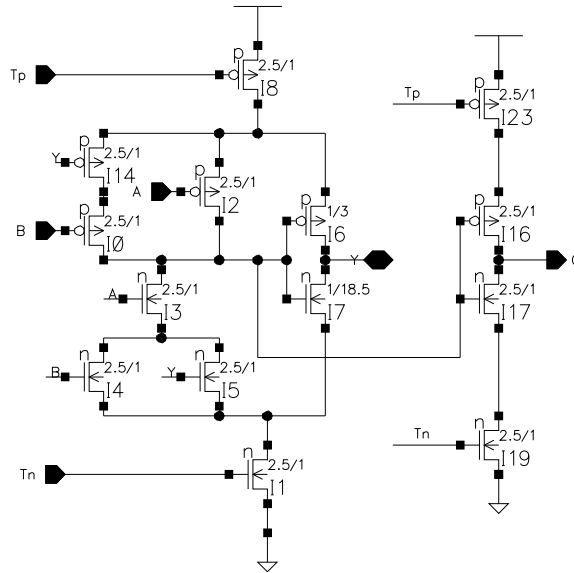 p
Tp 2.5/1
I8
p
Tp 2.5/1
I23
p
Y 2.5/1
I14
p
A 2.5/1
I2
p
B 2.5/1
I0
p
1/3
I6
Y
p
2.5/1
I16
n
A 2.5/1
I3
n
1/18.5
I7
n
2.5/1
I17
n
B 2.5/1
I4
n
Y 2.5/1
I5
n
Tn 2.5/1
I1
n
Tn 2.5/1
I19